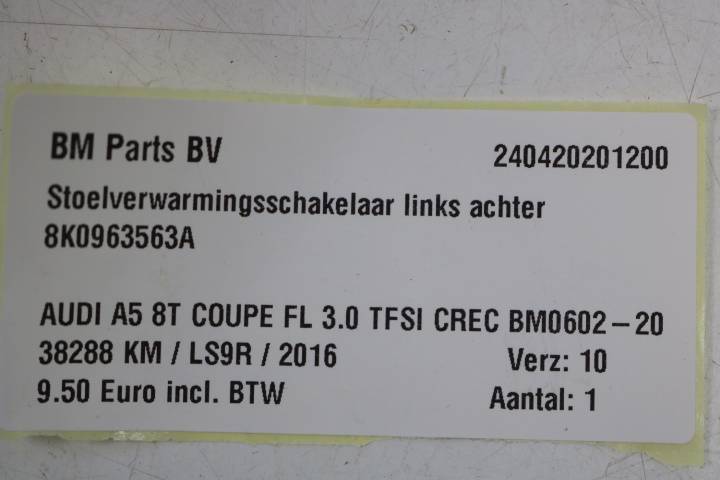 BM Parts BV 240420201200
Stoelverwarmingsschakelaar links achter
8K0963563A
AUDI A5 8T COUPE FL 3.0 TFSI CREC BM0602-20
38288 KM / LS9R / 2016 Verz: 10
9.50 Euro incl. BTW Aantal: 1